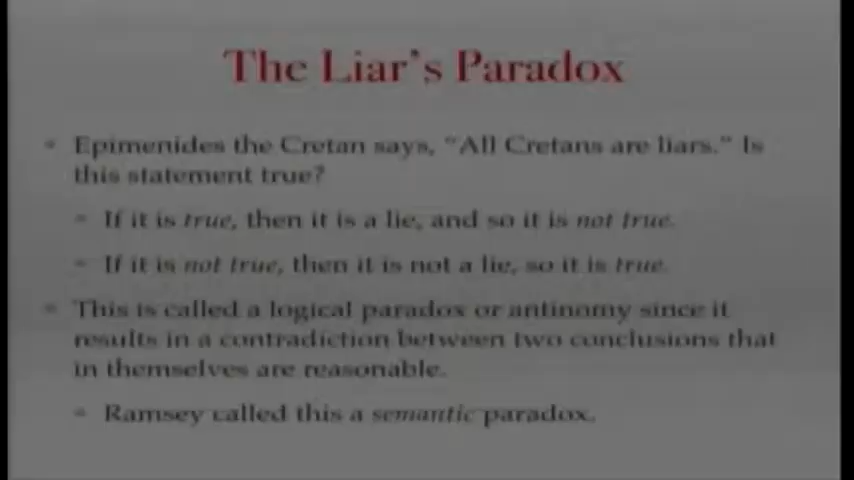 The Liar's Paradox
Epimenides the Cretan says, "All Cretans are liars." Is
this statement true?
If it is true, then it is a lie, and so it is not true.
If it is not true, then it is not a lie, so it is true.
This is called a logical paradox or antinomy since it
results in a contradiction between two conclusions that
in themselves are reasonable.
Ramsey called this a semantic paradox.